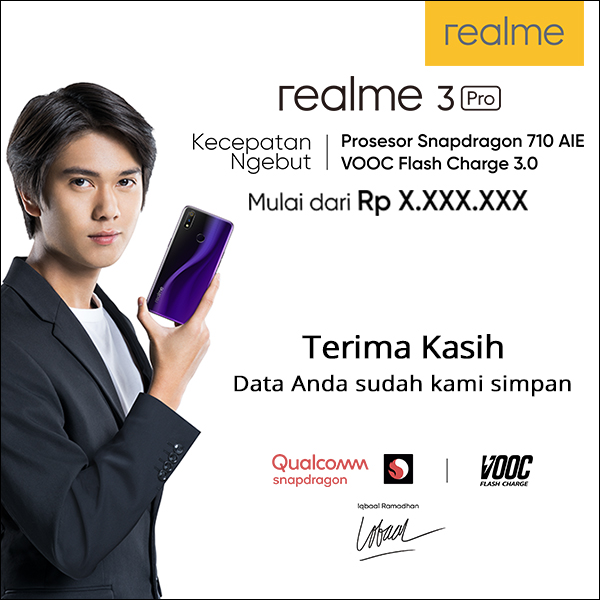 realme
realme 3 Pro
Kecepatan Ngebut
Prosesor Snapdragon 710 AIE
VOOC Flash Charge 3.0
Mulai dari Rp X.XXX.XXX
Terima Kasih
Data Anda sudah kami simpan
Qualcomm
snapdragon
VOOC
FLASH CHARGE
Iqbaal Ramadhan
Iqbaal